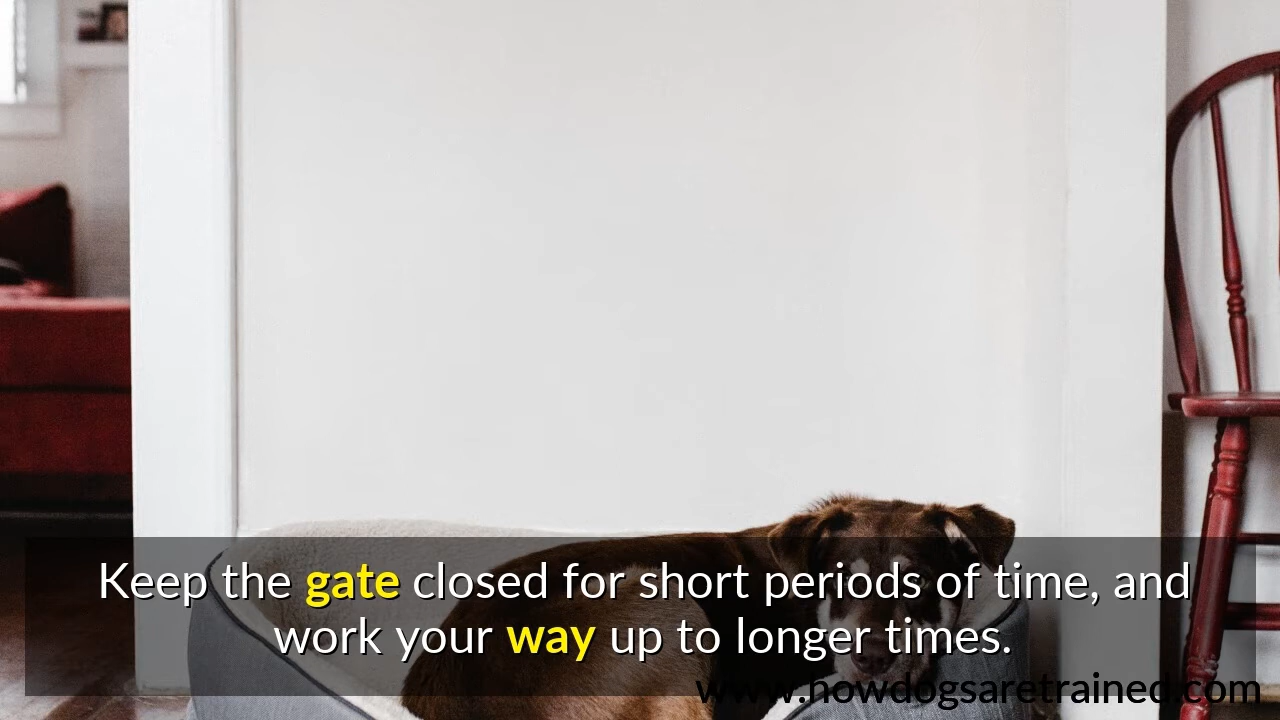 Keep the gate closed for short periods of time, and
work your way up to longer times.
www.howdogsaretrained.com